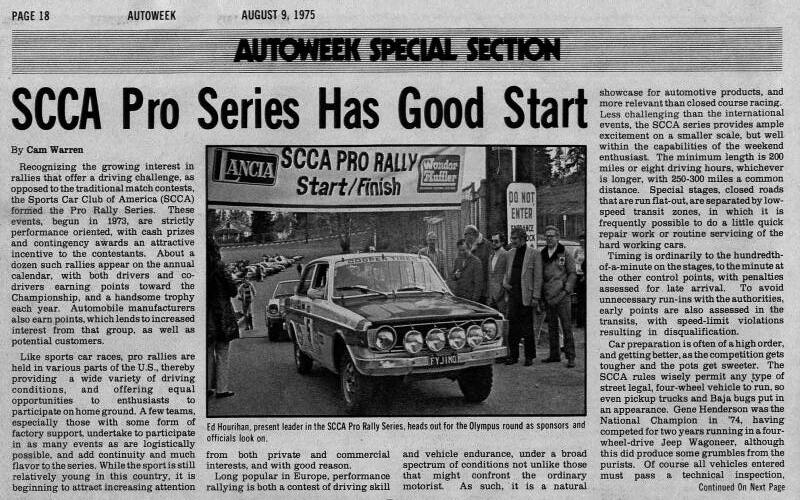 PAGE 18 AUTOWEEK AUGUST 9, 1975
AUTOWEEK SPECIAL SECTION
SCCA Pro Series Has Good Start
By Cam Warren
Recognizing the growing interest in
rallies that offer a driving challenge, as
opposed to the traditional match contests,
the Sports Car Club of America (SCCA)
formed the Pro Rally Series. These
events, begun in 1973, are strictly
performance oriented, with cash prizes
and contingency awards an attractive
incentive to the contestants. About a
dozen such rallies appear on the annual
calendar, with both drivers and co-
drivers earning points toward the
Championship, and a handsome trophy
each year. Automobile manufacturers
also earn points, which lends to increased
interest from that group, as well as
potential customers.
Like sports car races, pro rallies are
held in various parts of the U.S., thereby
providing a wide variety of driving
conditions, and offering equal
opportunities to enthusiasts to
participate on home ground. A few teams,
especially those with some form of
factory support, undertake to participate
in as many events as are logistically
possible, and add continuity and much
flavor to the series. While the sport is still
relatively young in this country, it is
beginning to attract increasing attention
LANCIA
SCCA PRO RALLY
Start/Finish
Wonder
Muffler
DO NOT
ENTER
ENTRANCE
COOPER TIRES
FYJ1MO
Ed Hourihan, present leader in the SCCA Pro Rally Series, heads out for the Olympus round as sponsors and
officials look on.
from both private and commercial
interests, and with good reason.
Long popular in Europe, performance
rallying is both a contest of driving skill
and vehicle endurance, under a broad
spectrum of conditions not unlike those
that might confront the ordinary
motorist. As such, it is a natural
showcase for automotive products, and
more relevant than closed course racing.
Less challenging than the international
events, the SCCA series provides ample
excitement on a smaller scale, but well
within the capabilities of the weekend
enthusiast. The minimum length is 200
miles or eight driving hours, whichever
is longer, with 250-300 miles a common
distance. Special stages, closed roads
that are run flat-out, are separated by low-
speed transit zones, in which it is
frequently possible to do a little quick
repair work or routine servicing of the
hard working cars.
Timing is ordinarily to the hundredth-
of-a-minute on the stages, to the minute at
the other control points, with penalties
assessed for late arrival. To avoid
unnecessary run-ins with the authorities,
early points are also assessed in the
transits, with speed-limit violations
resulting in disqualification.
Car preparation is often of a high order,
and getting better, as the competition gets
tougher and the pots get sweeter. The
SCCA rules wisely permit any type of
street legal, four-wheel vehicle to run, so
even pickup trucks and Baja bugs put in
an appearance. Gene Henderson was the
National Champion in '74, having
competed for two years running in a four-
wheel-drive Jeep Wagoneer, although
this did produce some grumbles from the
purists. Of course all vehicles entered
must pass a technical inspection,
Continued On Next Page